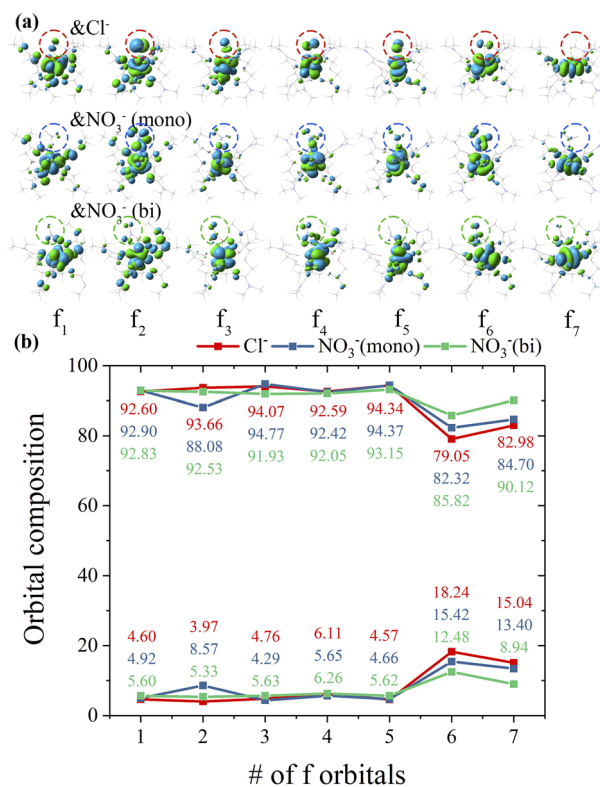 (a)
&Cl⁻
&NO₃⁻ (mono)
&NO₃⁻ (bi)
f₁ f₂ f₃ f₄ f₅ f₆ f₇
(b)
Cl⁻ NO₃⁻(mono) NO₃⁻(bi)
100
80
60
40
20
0
Orbital composition
92.60 93.66 94.07 92.59 94.34 79.05 82.98
92.90 88.08 94.77 92.42 94.37 82.32 84.70
92.83 92.53 91.93 92.05 93.15 85.82 90.12
4.60 3.97 4.76 6.11 4.57 18.24 15.04
4.92 8.57 4.29 5.65 4.66 15.42 13.40
5.60 5.33 5.63 6.26 5.62 12.48 8.94
1 2 3 4 5 6 7
# of f orbitals